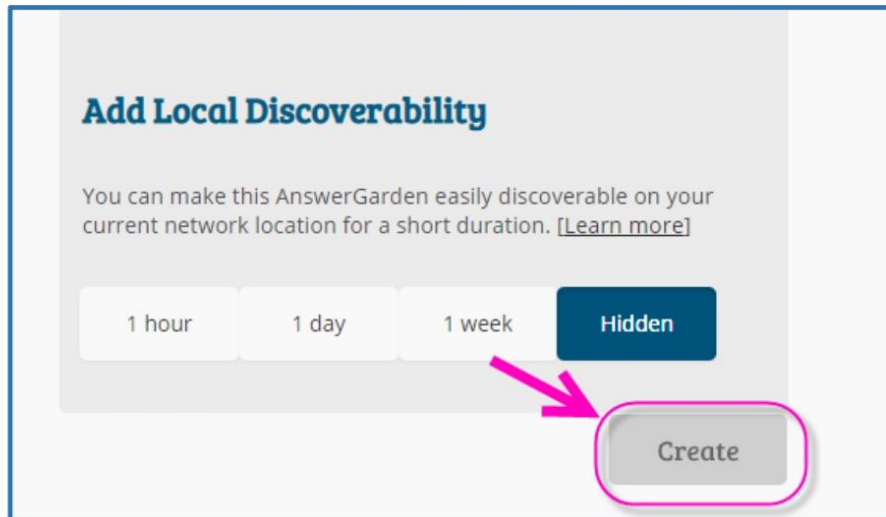 Add Local Discoverability
You can make this AnswerGarden easily discoverable on your
current network location for a short duration. [Learn more]
1 hour 1 day 1 week Hidden
Create